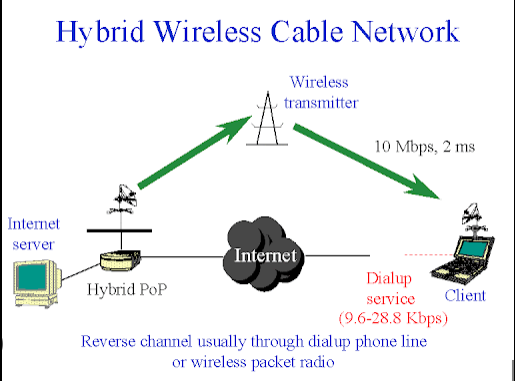 Hybrid Wireless Cable Network
Wireless
transmitter
10 Mbps, 2 ms
Internet
server
Internet
Hybrid PoP
Dialup
service
(9.6-28.8 Kbps)
Client
Reverse channel usually through dialup phone line
or wireless packet radio